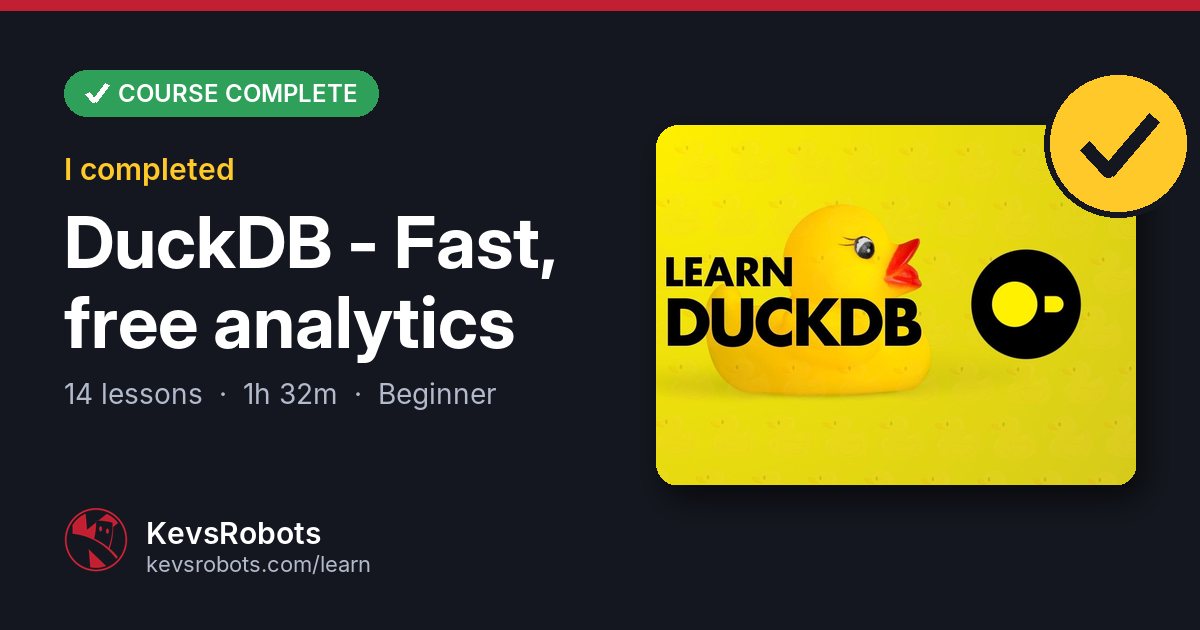 COURSE COMPLETE
I completed
DuckDB - Fast,
free analytics
14 lessons · 1h 32m · Beginner
LEARN
DUCKDB
KevsRobots
kevsrobots.com/learn